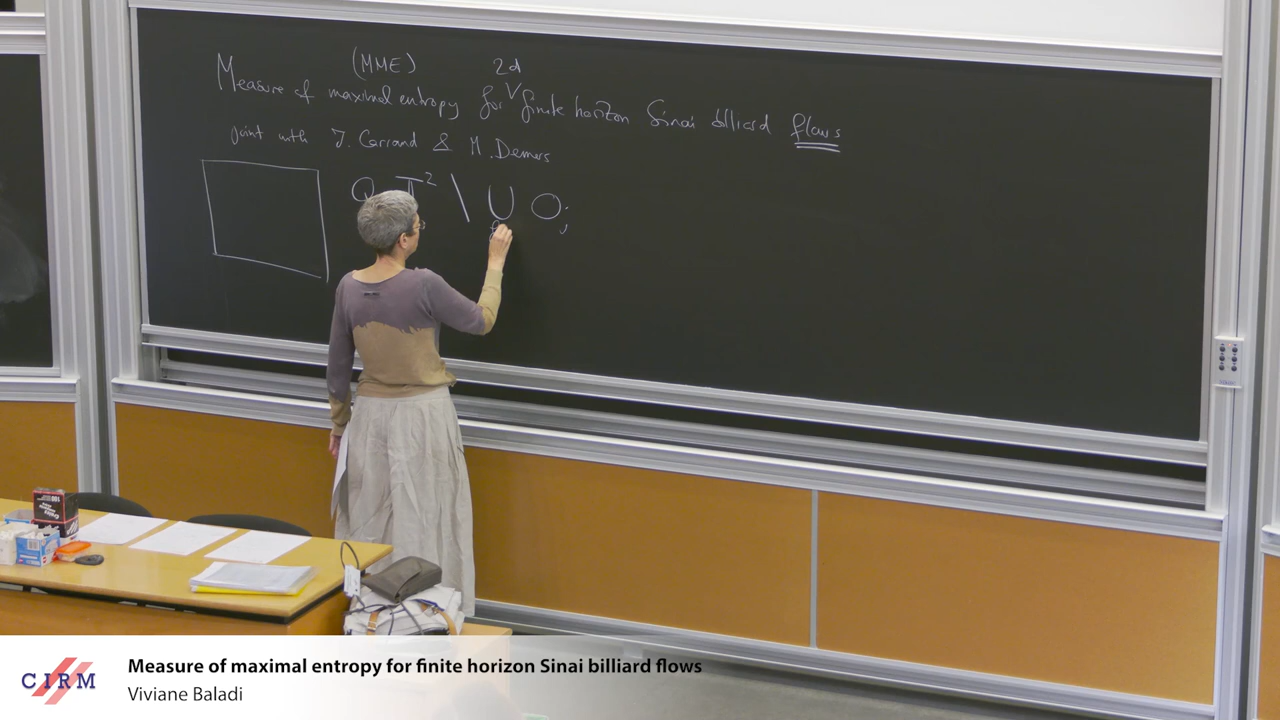 (MME) 2d
Measure of maximal entropy for V finite horizon Sinai billiard flows
Joint with J. Carrand & M. Demers
Q T² \ ∪ O_i
CIRM
Measure of maximal entropy for finite horizon Sinai billiard flows
Viviane Baladi